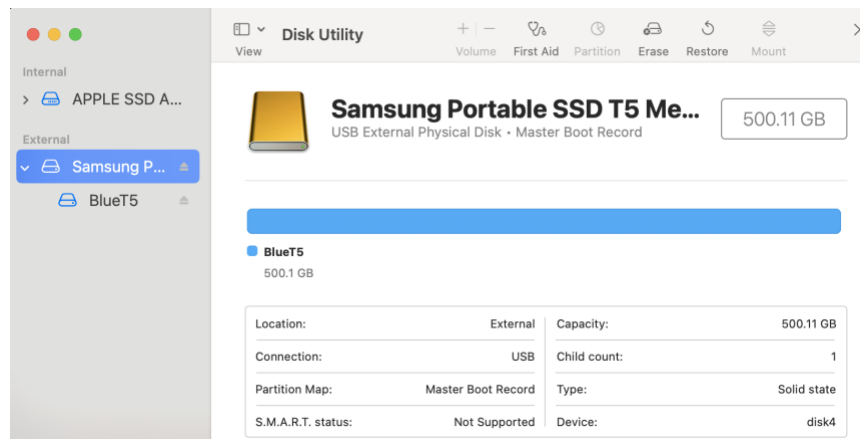 Disk Utility
View
Volume
First Aid
Partition
Erase
Restore
Mount
Internal
APPLE SSD A...
External
Samsung P...
BlueT5
Samsung Portable SSD T5 Me...
USB External Physical Disk • Master Boot Record
500.11 GB
BlueT5
500.1 GB
Location: External
Capacity: 500.11 GB
Connection: USB
Child count: 1
Partition Map: Master Boot Record
Type: Solid state
S.M.A.R.T. status: Not Supported
Device: disk4